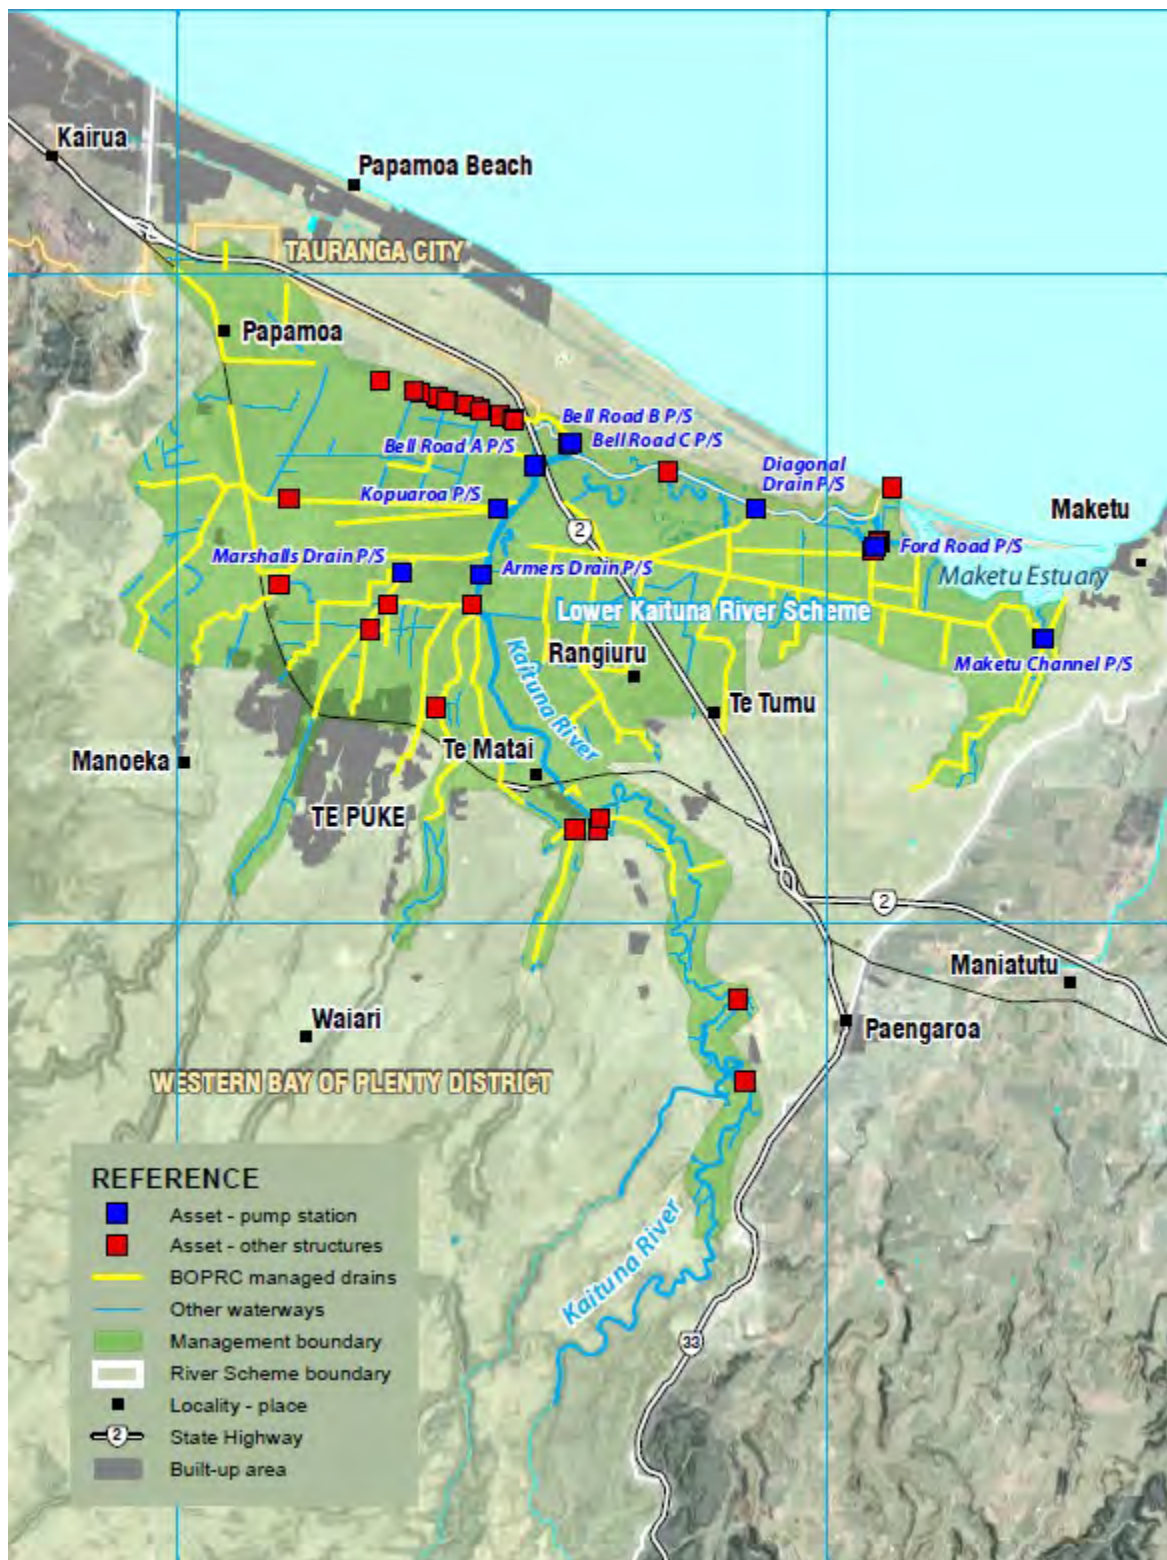 Kairua
Papamoa Beach
TAURANGA CITY
Papamoa
Bell Road B P/S
Bell Road C P/S
Bell Road A P/S
Diagonal
Drain P/S
Kopuaroa P/S
Maketu
2
Ford Road P/S
Marshalls Drain P/S
Armers Drain P/S
Maketu Estuary
Lower Kaituna River Scheme
Rangiuru
Maketu Channel P/S
Kaituna River
Te Tumu
Te Matai
Manoeka
TE PUKE
2
Maniatutu
Waiari
Paengaroa
WESTERN BAY OF PLENTY DISTRICT
Kaituna River
33
REFERENCE
Asset - pump station
Asset - other structures
BOPRC managed drains
Other waterways
Management boundary
River Scheme boundary
Locality - place
2 State Highway
Built-up area